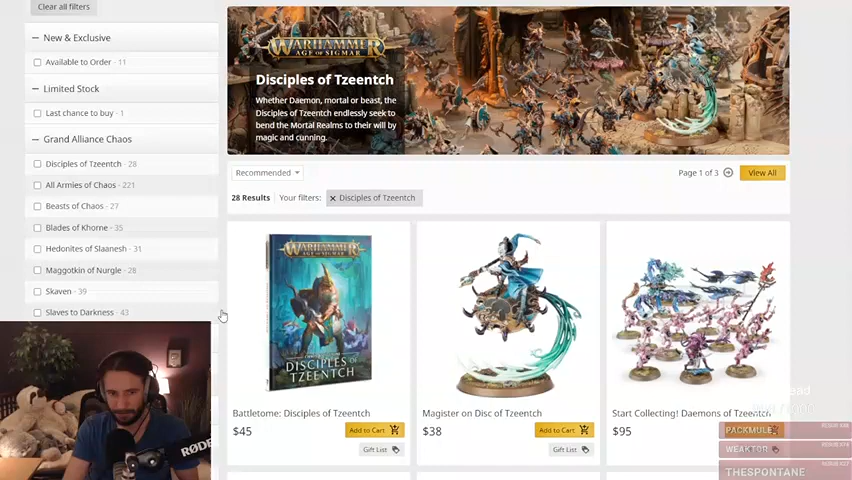 Clear all filters
New & Exclusive
Available to Order - 11
Limited Stock
Last chance to buy - 1
Grand Alliance Chaos
Disciples of Tzeentch - 28
All Armies of Chaos - 221
Beasts of Chaos - 27
Blades of Khorne - 35
Hedonites of Slaanesh - 31
Maggotkin of Nurgle - 28
Skaven - 39
Slaves to Darkness - 43
WARHAMMER
AGE OF SIGMAR
Disciples of Tzeentch
Whether Daemon, mortal or beast, the
Disciples of Tzeentch endlessly seek to
bend the Mortal Realms to their will by
magic and cunning.
Recommended
Page 1 of 3
View All
28 Results
Your filters:
Disciples of Tzeentch
WARHAMMER
DISCIPLES OF
TZEENTCH
Battletome: Disciples of Tzeentch
$45
Add to Cart
Gift List
Magister on Disc of Tzeentch
$38
Add to Cart
Gift List
Start Collecting! Daemons of Tzeentch
$95
PACKMULE
WEAKTOR
THESPONTANE
RØDE